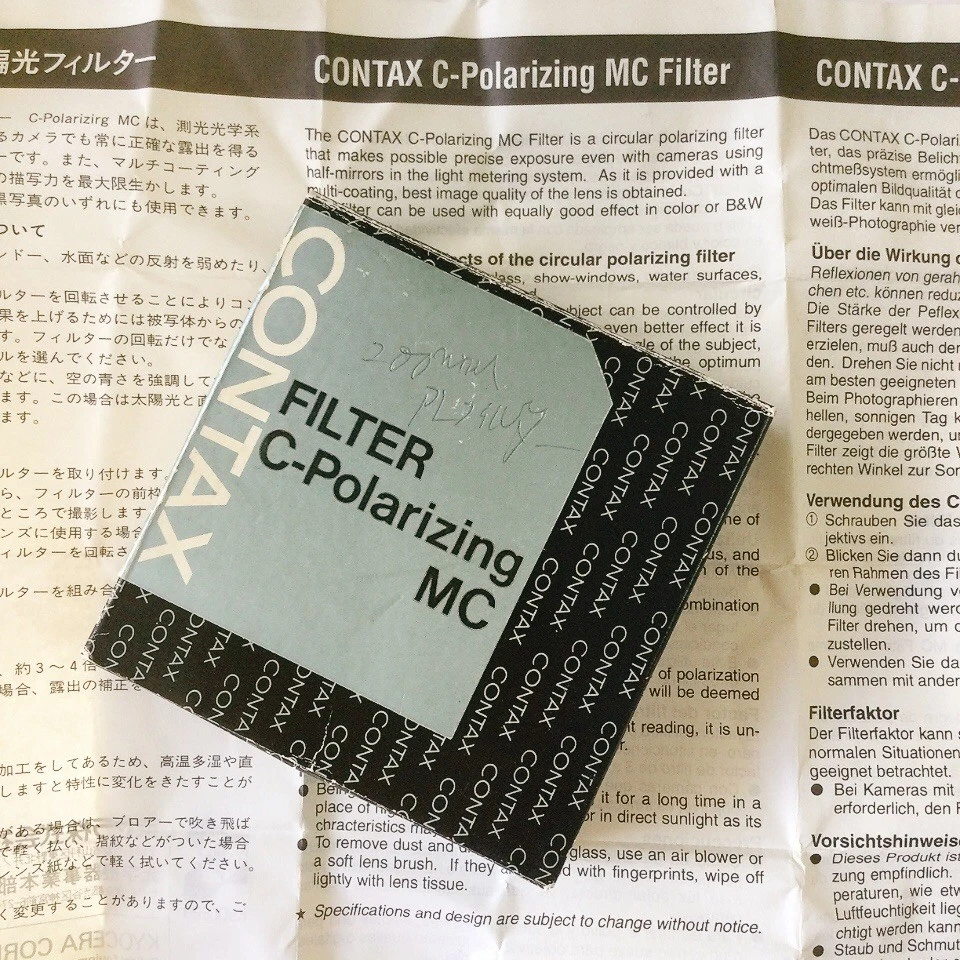 偏光フィルター
C-Polarizirg MCは、測光光学系
るカメラでも常に正確な露出を得る
ーです。また、マルチコーティング
の描写力を最大限生かします。
黒写真のいずれにも使用できます。
ついて
ンドー、水面などの反射を弱めたり、
ルターを回転させることによりコン
果を上げるためには被写体からの
す。フィルターの回転だけでな
ルを選んでください。
などに、空の青さを強調して
ます。この場合は太陽光と直
ます。
ルターを取り付けます。
ら、フィルターの前枠
ところで撮影します
ンズに使用する場合
ィルターを回転さ
ルターを組み合
、約3〜4倍
場合、露出の補正を
加工をしてあるため、高温多湿や直
しますと特性に変化をきたすことが
がある場合は、ブロアーで吹き飛ば
で軽く払い、指紋などがついた場合
レンズ紙などで軽く拭いてください。
く変更することがありますので、ご
CONTAX C-Polarizing MC Filter
The CONTAX C-Polarizing MC Filter is a circular polarizing filter
that makes possible precise exposure even with cameras using
half-mirrors in the light metering system. As it is provided with a
multi-coating, best image quality of the lens is obtained.
filter can be used with equally good effect in color or B&W
cts of the circular polarizing filter
glass, show-windows, water surfaces,
bject can be controlled by
even better effect it is
gle of the subject,
the optimum
ne of
us, and
n of the
ombination
of polarization
will be deemed
t reading, it is un-
r.
● Being it for a long time in a
place of hig or in direct sunlight as its
chracteristics ma
● To remove dust and d glass, use an air blower or
a soft lens brush. If they a d with fingerprints, wipe off
lightly with lens tissue.
★ Specifications and design are subject to change without notice.
CONTAX
FILTER
C-Polarizing
MC
CONTAX C-
Das CONTAX C-Polari
ter, das präzise Belicht
chtmeßsystem ermögli
optimalen Bildqualität d
Das Filter kann mit gleic
weiß-Photographie ver
Über die Wirkung d
Reflexionen von gerah
chen etc. können reduz
Die Stärke der Peflex
Filters geregelt werden
erzielen, muß auch der
den. Drehen Sie nicht n
am besten geeigneten
Beim Photographieren
hellen, sonnigen Tag k
dergegeben werden, u
Filter zeigt die größte W
rechten Winkel zur Son
Verwendung des C
① Schrauben Sie das
jektivs ein.
② Blicken Sie dann du
ren Rahmen des Fil
● Bei Verwendung vo
llung gedreht werd
Filter drehen, um d
zustellen.
● Verwenden Sie da
sammen mit ander
Filterfaktor
Der Filterfaktor kann s
normalen Situationen
geeignet betrachtet.
● Bei Kameras mit
erforderlich, den F
Vorsichtshinweise
● Dieses Produkt ist
zung empfindlich.
peraturen, wie etw
Luftfeuchtigkeit lieg
chtigt werden kann
● Staub und Schmut